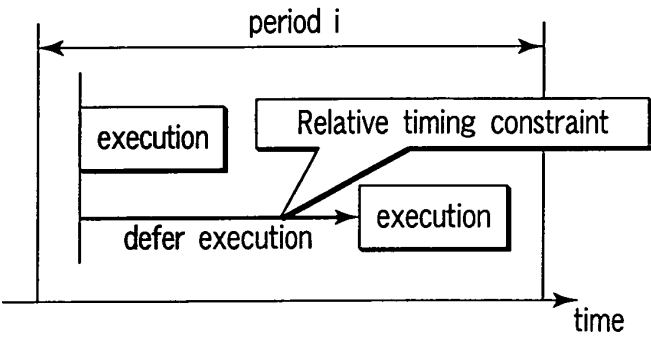 period i
Relative timing constraint
execution
execution
defer execution
time